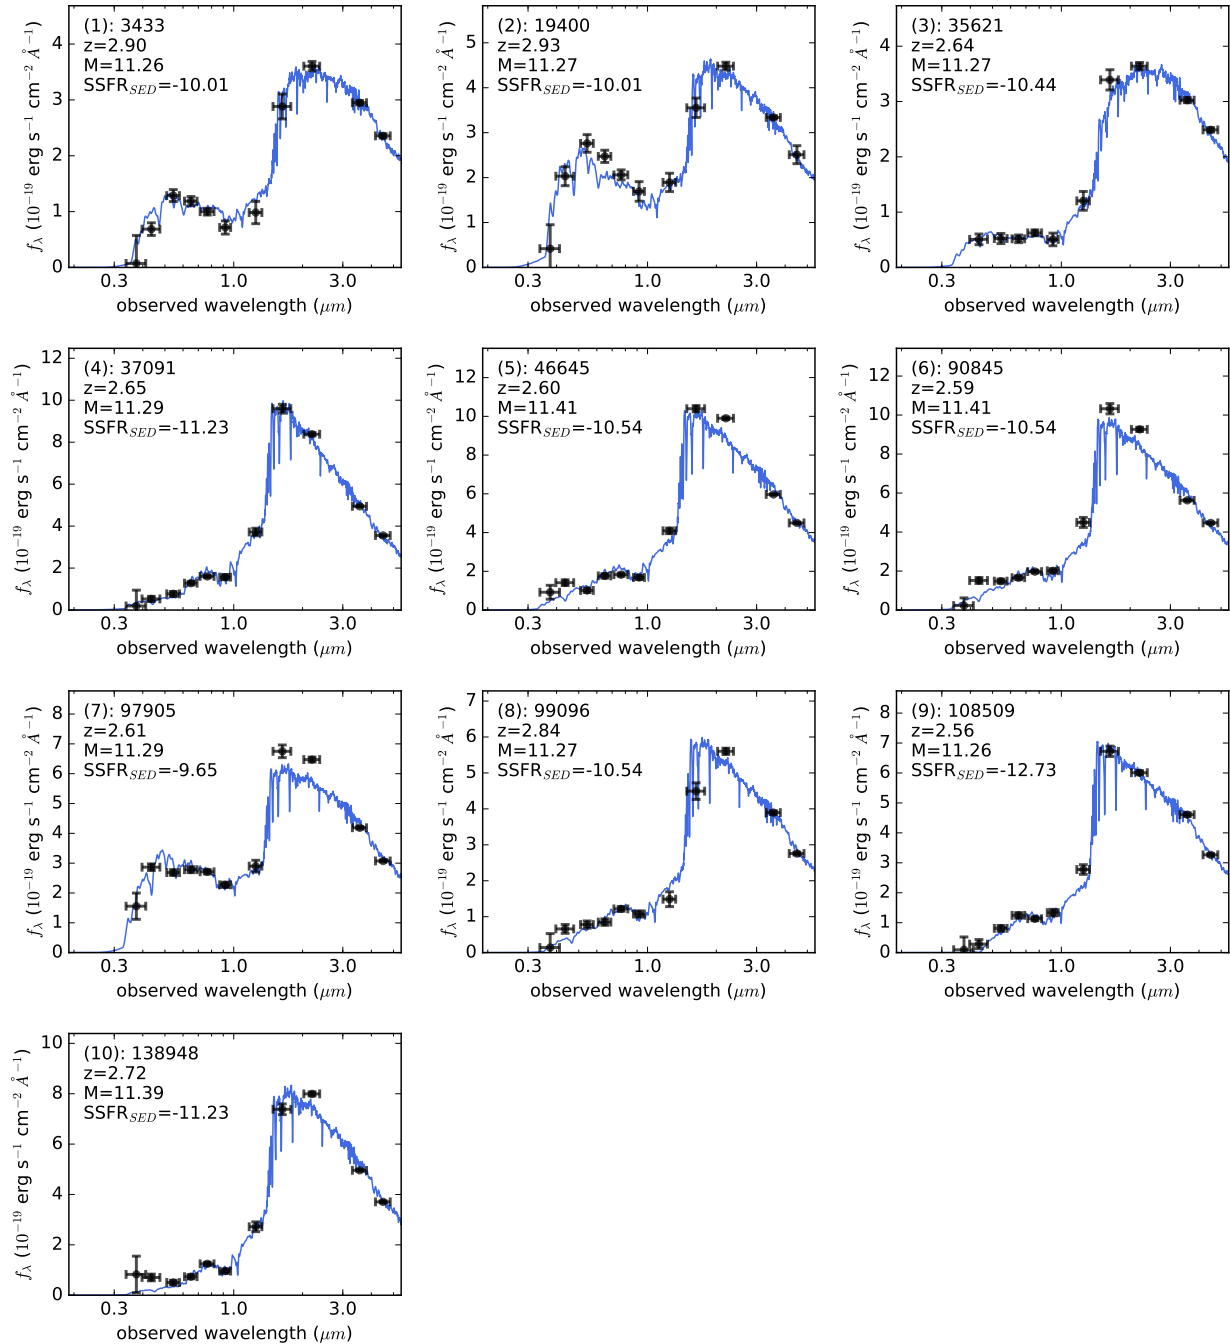 (1): 3433
z=2.90
M=11.26
SSFR_SED=-10.01
4
3
2
1
0
f_λ (10^−19 erg s^−1 cm^−2 Å^−1)
0.3 1.0 3.0
observed wavelength (μm)
(2): 19400
z=2.93
M=11.27
SSFR_SED=-10.01
5
4
3
2
1
0
f_λ (10^−19 erg s^−1 cm^−2 Å^−1)
0.3 1.0 3.0
observed wavelength (μm)
(3): 35621
z=2.64
M=11.27
SSFR_SED=-10.44
4
3
2
1
0
f_λ (10^−19 erg s^−1 cm^−2 Å^−1)
0.3 1.0 3.0
observed wavelength (μm)
(4): 37091
z=2.65
M=11.29
SSFR_SED=-11.23
12
10
8
6
4
2
0
f_λ (10^−19 erg s^−1 cm^−2 Å^−1)
0.3 1.0 3.0
observed wavelength (μm)
(5): 46645
z=2.60
M=11.41
SSFR_SED=-10.54
12
10
8
6
4
2
0
f_λ (10^−19 erg s^−1 cm^−2 Å^−1)
0.3 1.0 3.0
observed wavelength (μm)
(6): 90845
z=2.59
M=11.41
SSFR_SED=-10.54
12
10
8
6
4
2
0
f_λ (10^−19 erg s^−1 cm^−2 Å^−1)
0.3 1.0 3.0
observed wavelength (μm)
(7): 97905
z=2.61
M=11.29
SSFR_SED=-9.65
8
7
6
5
4
3
2
1
0
f_λ (10^−19 erg s^−1 cm^−2 Å^−1)
0.3 1.0 3.0
observed wavelength (μm)
(8): 99096
z=2.84
M=11.27
SSFR_SED=-10.54
7
6
5
4
3
2
1
0
f_λ (10^−19 erg s^−1 cm^−2 Å^−1)
0.3 1.0 3.0
observed wavelength (μm)
(9): 108509
z=2.56
M=11.26
SSFR_SED=-12.73
8
7
6
5
4
3
2
1
0
f_λ (10^−19 erg s^−1 cm^−2 Å^−1)
0.3 1.0 3.0
observed wavelength (μm)
(10): 138948
z=2.72
M=11.39
SSFR_SED=-11.23
10
8
6
4
2
0
f_λ (10^−19 erg s^−1 cm^−2 Å^−1)
0.3 1.0 3.0
observed wavelength (μm)